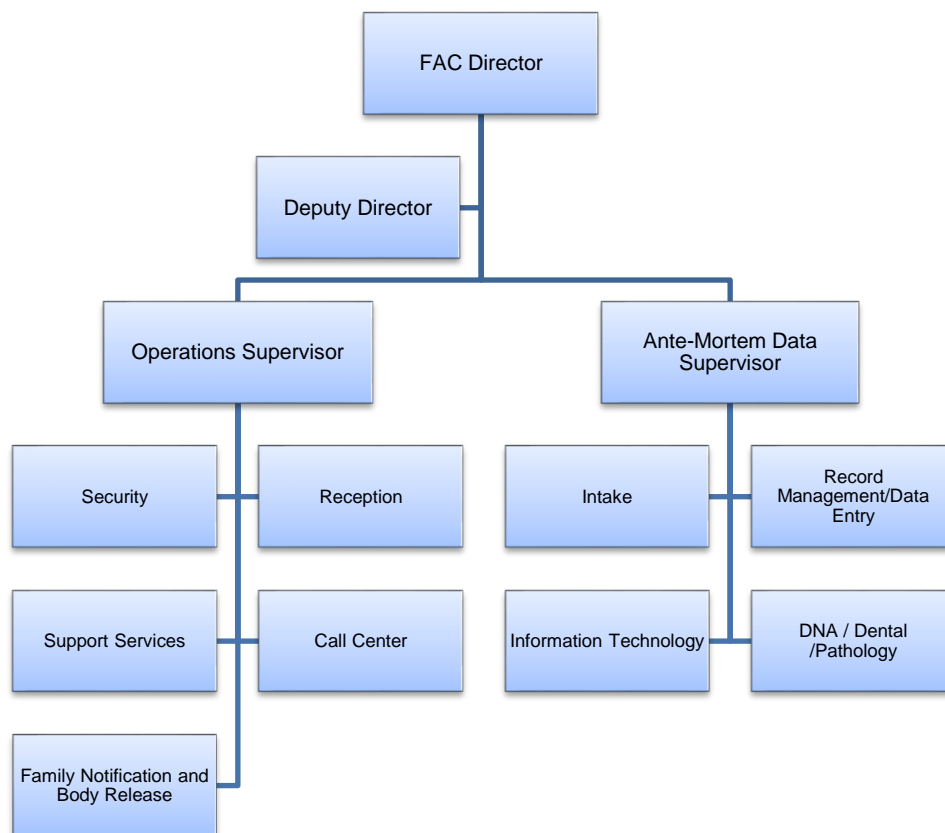 FAC Director
Deputy Director
Operations Supervisor
Ante-Mortem Data
Supervisor
Security
Reception
Intake
Record
Management/Data
Entry
Support Services
Call Center
Information Technology
DNA / Dental
/Pathology
Family Notification and
Body Release